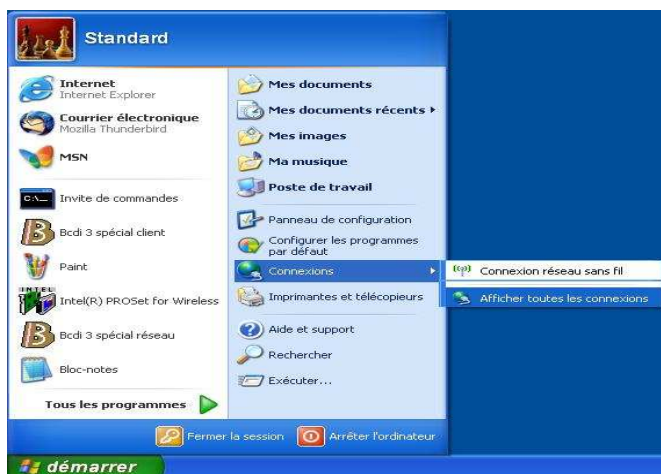 Standard
Internet
Internet Explorer
Courrier électronique
Mozilla Thunderbird
MSN
C:\_
Invite de commandes
Bcdi 3 spécial client
Paint
INTEL
Intel(R) PROSet for Wireless
Bcdi 3 spécial réseau
Bloc-notes
Tous les programmes
Mes documents
Mes documents récents
Mes images
Ma musique
Poste de travail
Panneau de configuration
Configurer les programmes
par défaut
Connexions
Imprimantes et télécopieurs
Aide et support
Rechercher
Exécuter...
Connexion réseau sans fil
Afficher toutes les connexions
Fermer la session
Arrêter l'ordinateur
démarrer